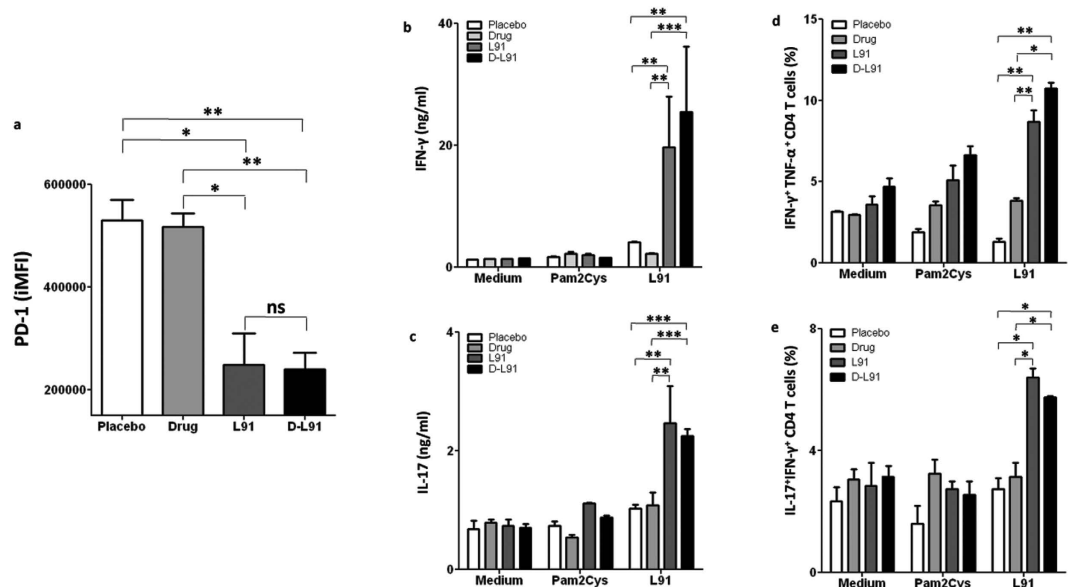 a
**
*
**
*
ns
600000
400000
200000
PD-1 (iMFI)
Placebo Drug L91 D-L91
b
Placebo
Drug
L91
D-L91
**
***
**
**
40
20
0
IFN-γ (ng/ml)
Medium Pam2Cys L91
c
Placebo
Drug
L91
D-L91
***
***
**
**
4
2
0
IL-17 (ng/ml)
Medium Pam2Cys L91
d
Placebo
Drug
L91
D-L91
**
*
**
**
15
10
5
0
IFN-γ+ TNF-α+ CD4 T cells (%)
Medium Pam2Cys L91
e
Placebo
Drug
L91
D-L91
*
*
*
*
8
4
0
IL-17+IFN-γ+ CD4 T cells (%)
Medium Pam2Cys L91